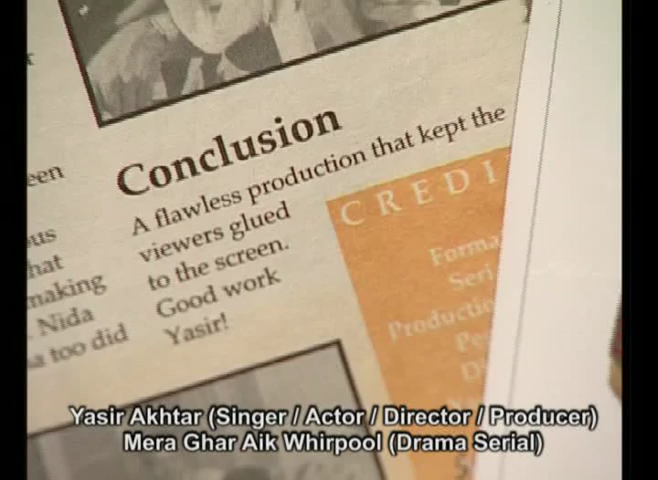 een
us
hat
making
. Nida
a too did
Conclusion
A flawless production that kept the
viewers glued
to the screen.
Good work
Yasir!
CREDI
Forma
Seri
Productio
Pe
D
Yasir Akhtar (Singer / Actor / Director / Producer)
Mera Ghar Aik Whirpool (Drama Serial)